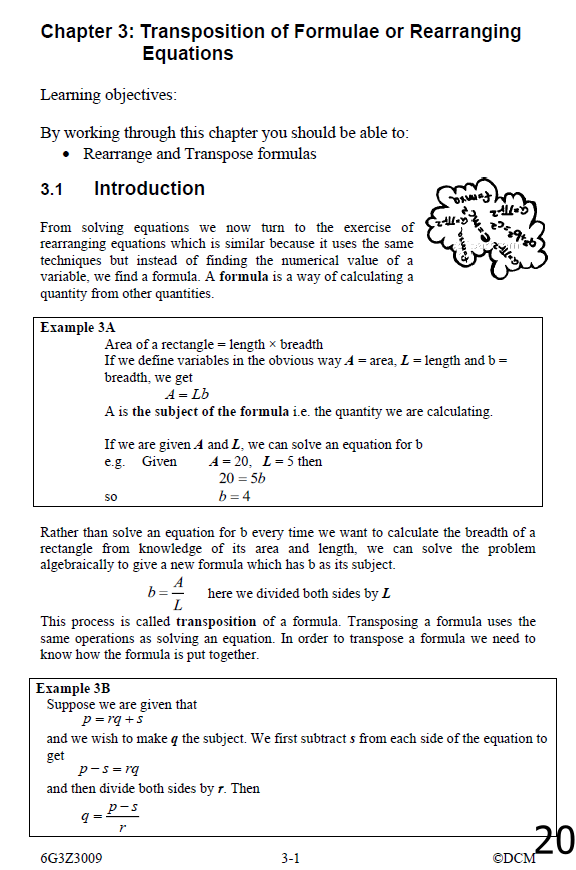 Chapter 3: Transposition of Formulae or Rearranging
Equations
Learning objectives:
By working through this chapter you should be able to:
• Rearrange and Transpose formulas
3.1 Introduction
From solving equations we now turn to the exercise of
rearranging equations which is similar because it uses the same
techniques but instead of finding the numerical value of a
variable, we find a formula. A formula is a way of calculating a
quantity from other quantities.
Example 3A
Area of a rectangle = length × breadth
If we define variables in the obvious way A = area, L = length and b =
breadth, we get
A = Lb
A is the subject of the formula i.e. the quantity we are calculating.
If we are given A and L, we can solve an equation for b
e.g. Given A = 20, L = 5 then
20 = 5b
so b = 4
Rather than solve an equation for b every time we want to calculate the breadth of a
rectangle from knowledge of its area and length, we can solve the problem
algebraically to give a new formula which has b as its subject.
b = A/L here we divided both sides by L
This process is called transposition of a formula. Transposing a formula uses the
same operations as solving an equation. In order to transpose a formula we need to
know how the formula is put together.
Example 3B
Suppose we are given that
p = rq + s
and we wish to make q the subject. We first subtract s from each side of the equation to
get
p − s = rq
and then divide both sides by r. Then
q = p − s / r
6G3Z3009 3-1 ©DCM
20